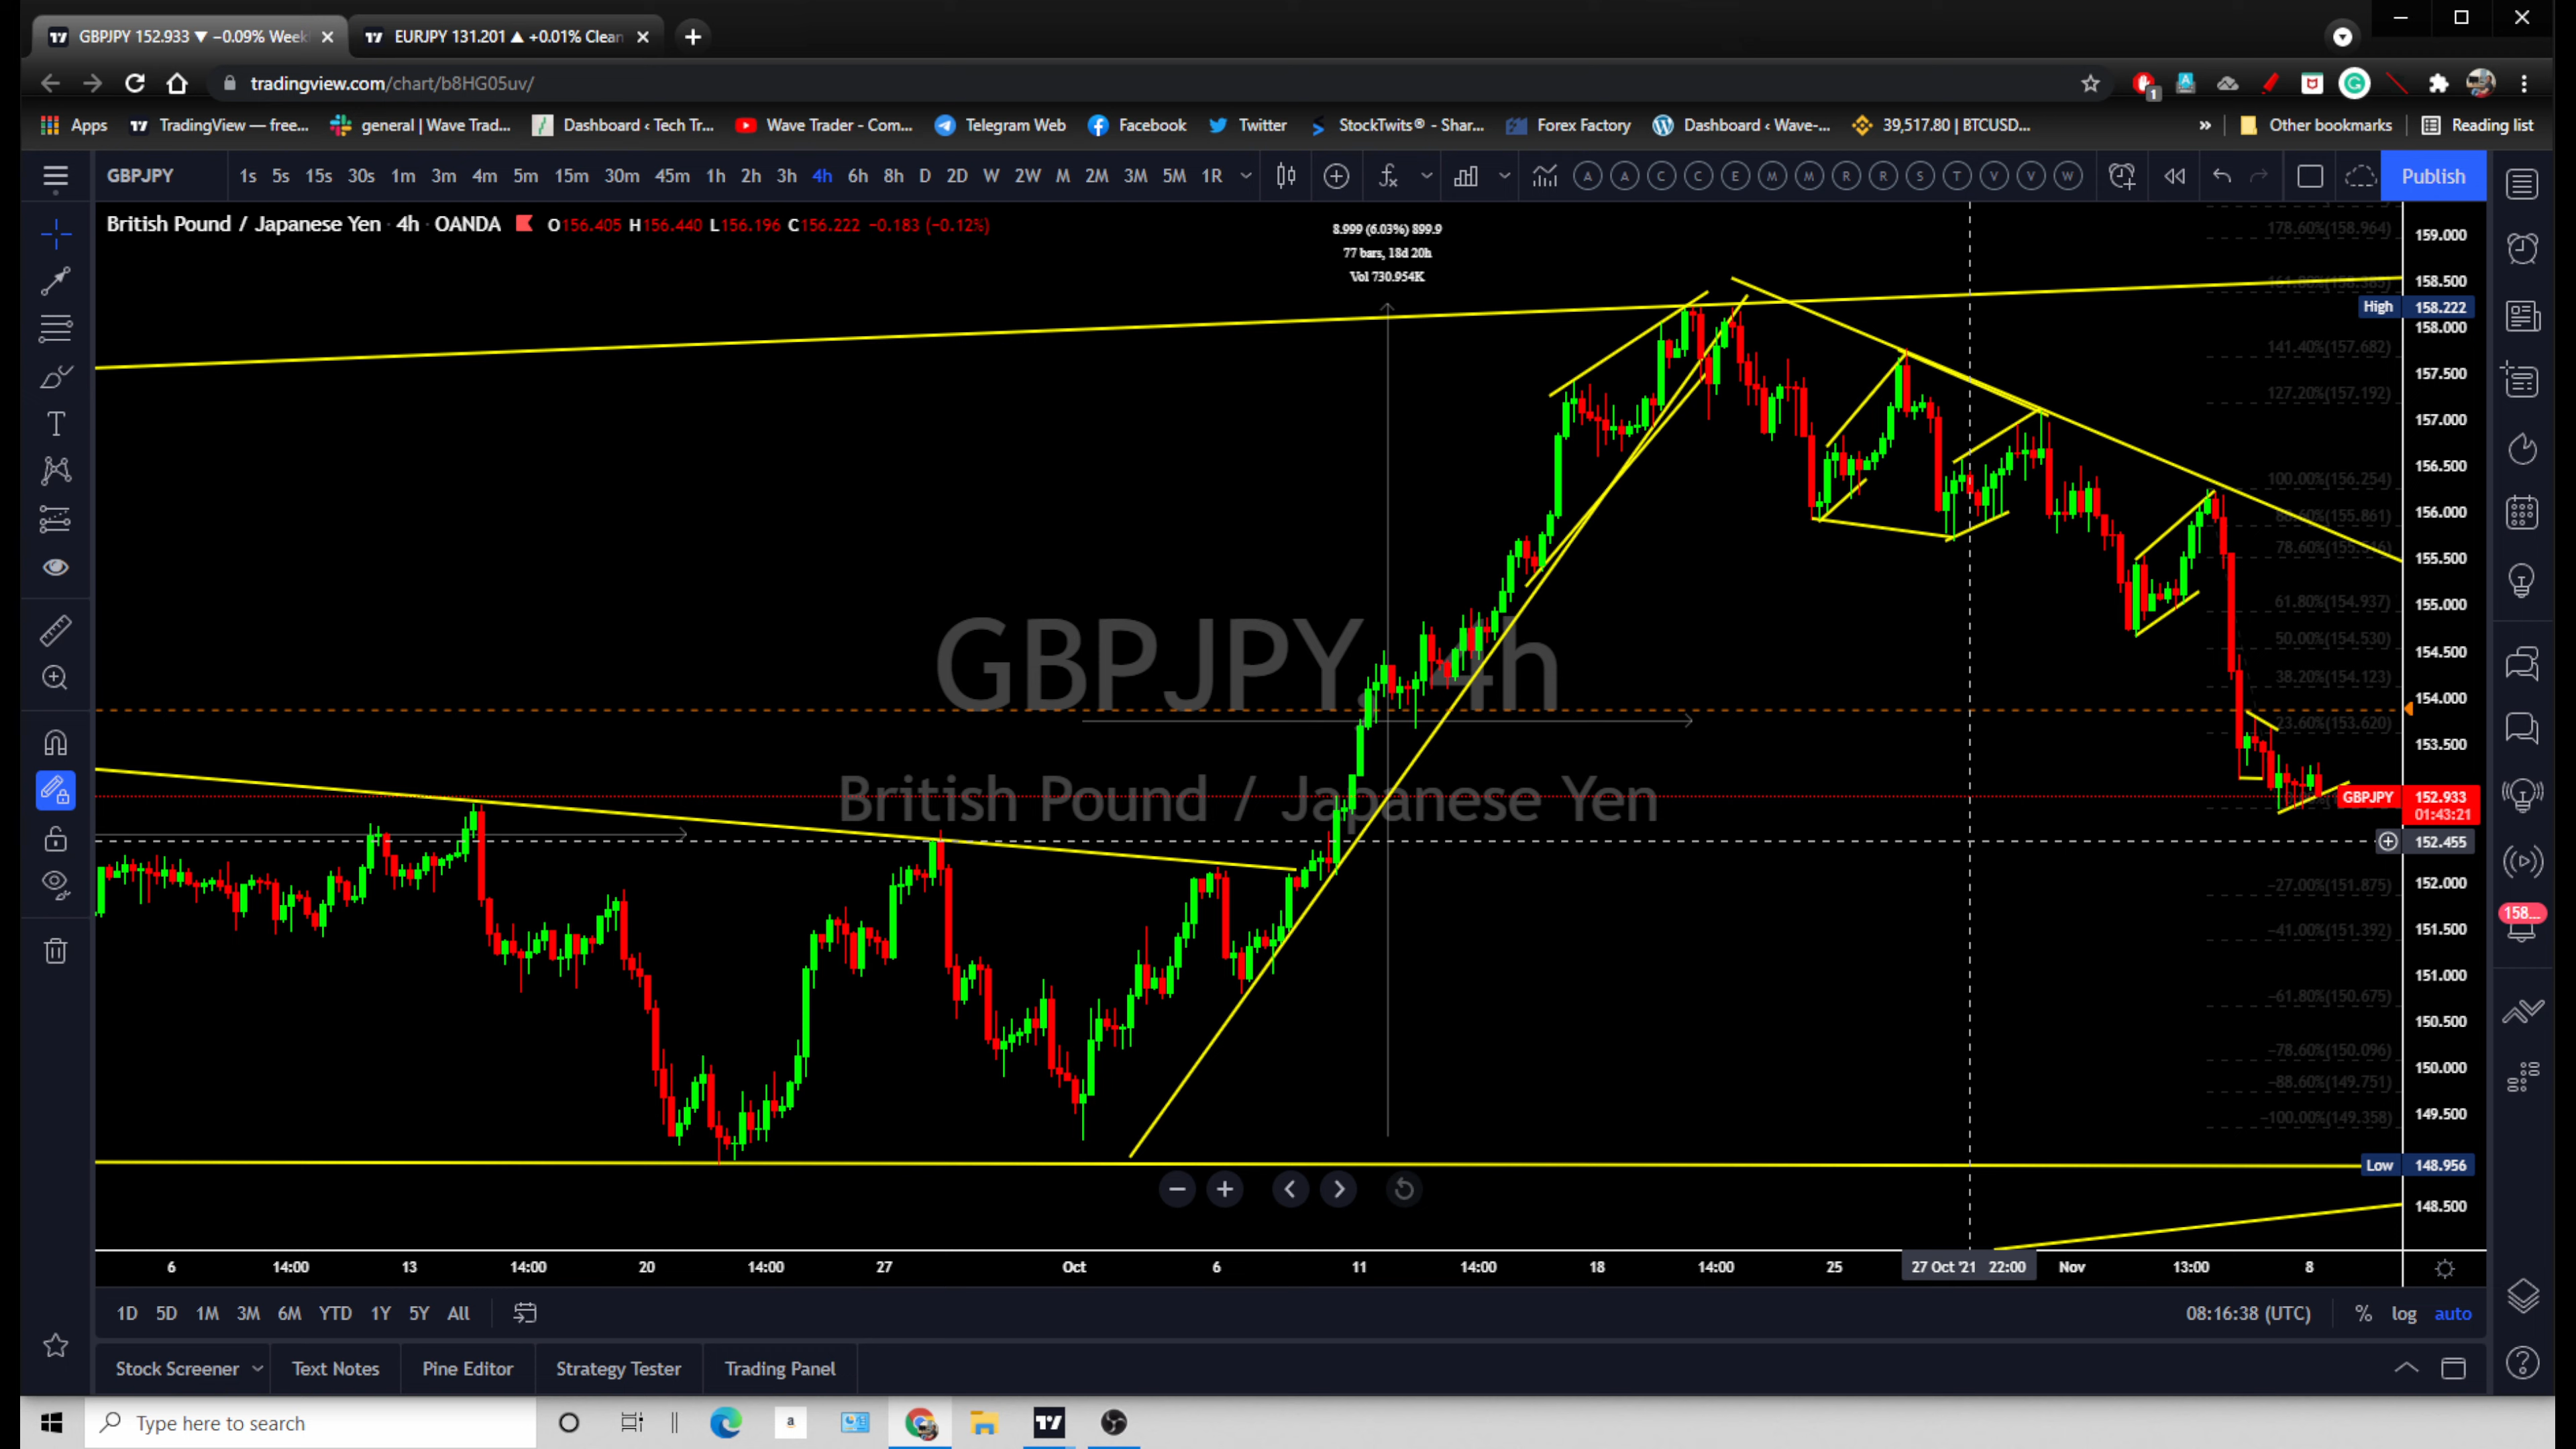 GBPJPY 152.933 ▼ −0.09% Week
EURJPY 131.201 ▲ +0.01% Clean
tradingview.com/chart/b8HG05uv/
Apps TradingView — free... general | Wave Trad... Dashboard ‹ Tech Tr... Wave Trader - Com... Telegram Web Facebook Twitter StockTwits® - Shar... Forex Factory Dashboard ‹ Wave-... 39,517.80 | BTCUSD... » Other bookmarks Reading list
GBPJPY 1s 5s 15s 30s 1m 3m 4m 5m 15m 30m 45m 1h 2h 3h 4h 6h 8h D 2D W 2W M 2M 3M 5M 1R A A C C E M M R R S T V V W Publish
British Pound / Japanese Yen · 4h · OANDA O156.405 H156.440 L156.196 C156.222 −0.183 (−0.12%)
8.999 (6.03%) 899.9
77 bars, 18d 20h
Vol 730.954K
178.60%(158.964)
159.000
158.500
High 158.222
158.000
141.40%(157.682)
157.500
127.20%(157.192)
157.000
156.500
100.00%(156.254)
156.000
155.500
155.000
61.80%(154.937)
50.00%(154.530)
154.500
38.20%(154.123)
154.000
23.60%(153.620)
153.500
GBPJPY, 4h
British Pound / Japanese Yen
GBPJPY 152.933
01:43:21
152.455
152.000
−27.00%(151.875)
151.500
−41.00%(151.392)
151.000
−61.80%(150.675)
150.500
−78.60%(150.096)
150.000
−88.60%(149.751)
149.500
−100.00%(149.358)
Low 148.956
148.500
158...
6 14:00 13 14:00 20 14:00 27 Oct 6 11 14:00 18 14:00 25 27 Oct '21 22:00 Nov 13:00 8
1D 5D 1M 3M 6M YTD 1Y 5Y All 08:16:38 (UTC) % log auto
Stock Screener Text Notes Pine Editor Strategy Tester Trading Panel
Type here to search